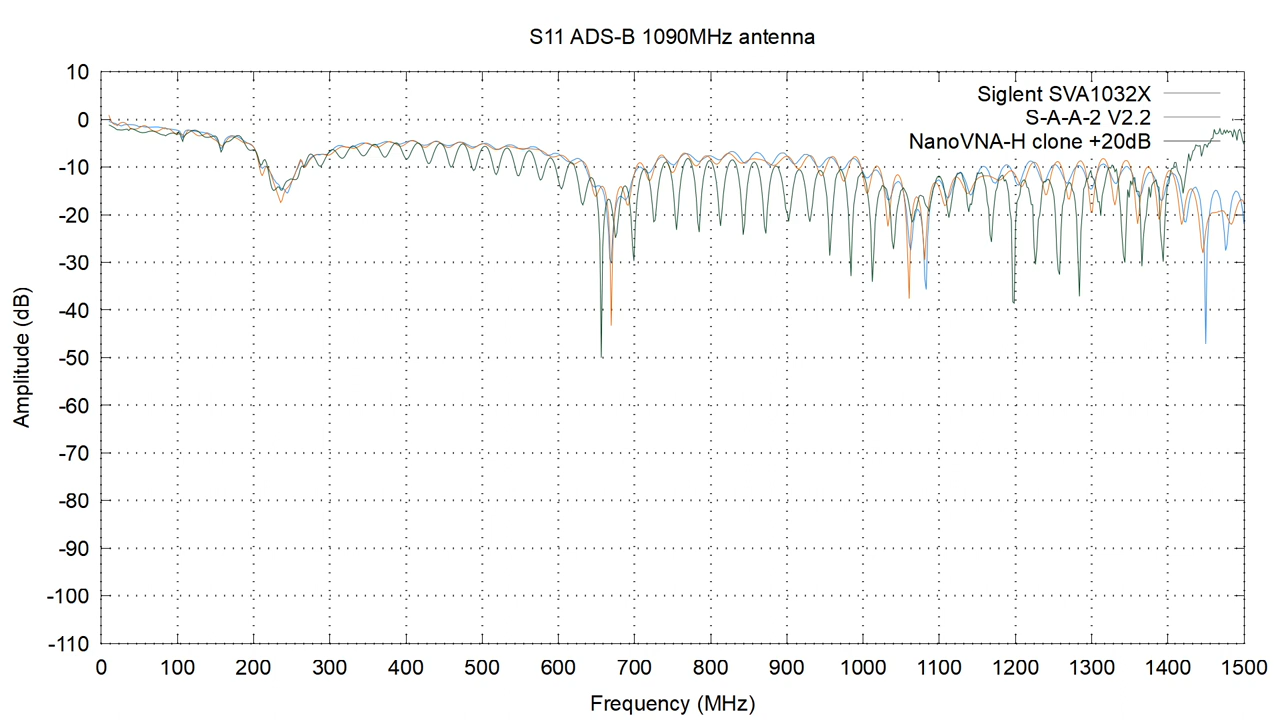 S11 ADS-B 1090MHz antenna
Siglent SVA1032X
S-A-A-2 V2.2
NanoVNA-H clone +20dB
10
0
-10
-20
-30
-40
-50
-60
-70
-80
-90
-100
-110
Amplitude (dB)
0 100 200 300 400 500 600 700 800 900 1000 1100 1200 1300 1400 1500
Frequency (MHz)